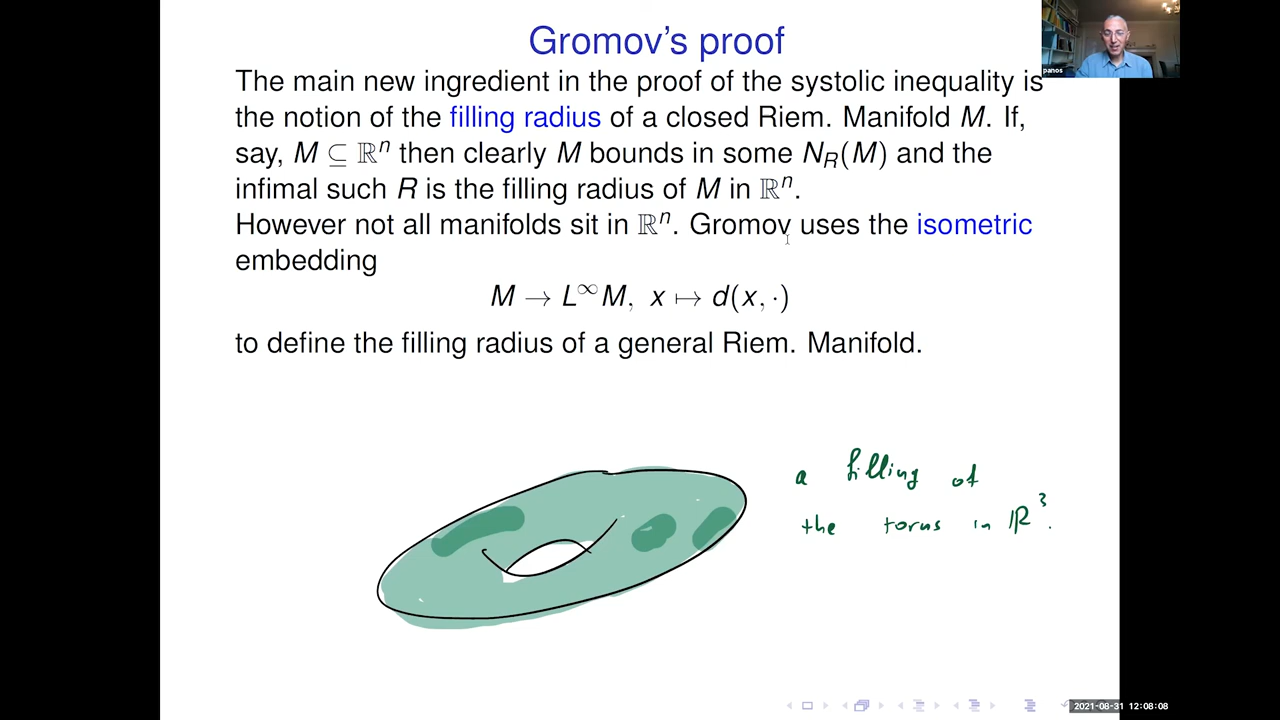 Gromov's proof
panos
The main new ingredient in the proof of the systolic inequality is
the notion of the filling radius of a closed Riem. Manifold M. If,
say, M ⊆ ℝⁿ then clearly M bounds in some N_R(M) and the
infimal such R is the filling radius of M in ℝⁿ.
However not all manifolds sit in ℝⁿ. Gromov uses the isometric
embedding
M → L^∞M, x ↦ d(x, ·)
to define the filling radius of a general Riem. Manifold.
a filling of
the torus in ℝ³.
2021-08-31 12:08:08